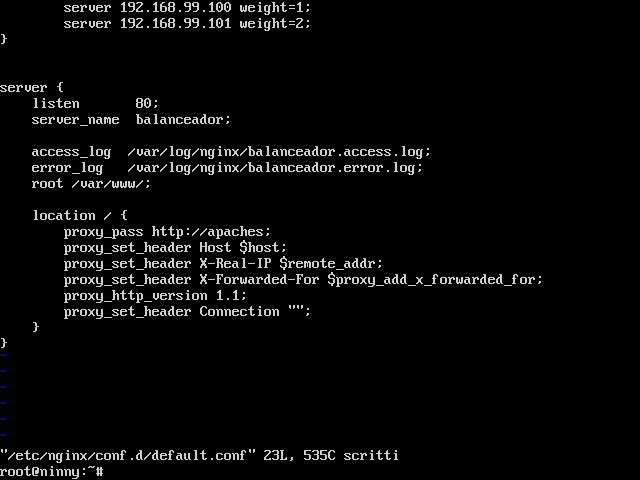 server 192.168.99.100 weight=1;
        server 192.168.99.101 weight=2;
}
server {
    listen       80;
    server_name  balanceador;
    access_log  /var/log/nginx/balanceador.access.log;
    error_log   /var/log/nginx/balanceador.error.log;
    root /var/www/;
    location / {
        proxy_pass http://apaches;
        proxy_set_header Host $host;
        proxy_set_header X-Real-IP $remote_addr;
        proxy_set_header X-Forwarded-For $proxy_add_x_forwarded_for;
        proxy_http_version 1.1;
        proxy_set_header Connection "";
    }
}
~
~
~
~
~
~
"/etc/nginx/conf.d/default.conf" 23L, 535C scritti
root@ninny:~#